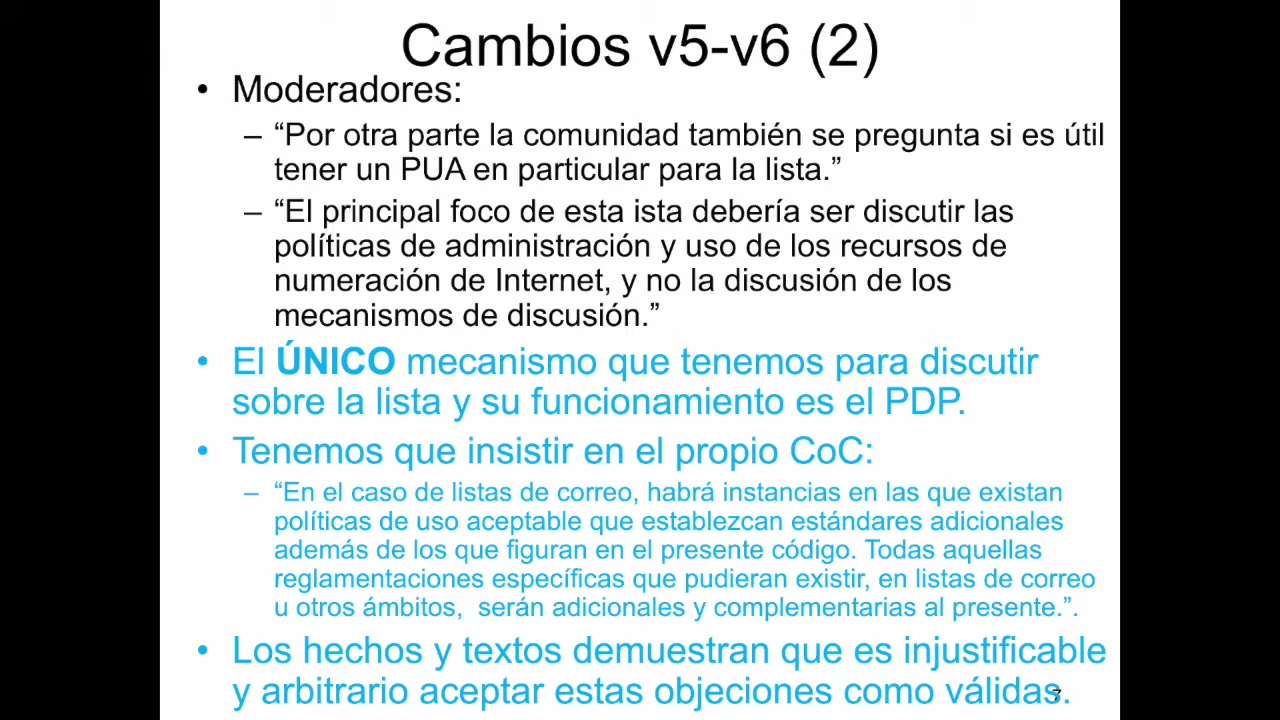 Cambios v5-v6 (2)
• Moderadores:
– “Por otra parte la comunidad también se pregunta si es útil
tener un PUA en particular para la lista.”
– “El principal foco de esta ista debería ser discutir las
políticas de administración y uso de los recursos de
numeración de Internet, y no la discusión de los
mecanismos de discusión.”
• El ÚNICO mecanismo que tenemos para discutir
sobre la lista y su funcionamiento es el PDP.
• Tenemos que insistir en el propio CoC:
– “En el caso de listas de correo, habrá instancias en las que existan
políticas de uso aceptable que establezcan estándares adicionales
además de los que figuran en el presente código. Todas aquellas
reglamentaciones específicas que pudieran existir, en listas de correo
u otros ámbitos,  serán adicionales y complementarias al presente.”.
• Los hechos y textos demuestran que es injustificable
y arbitrario aceptar estas objeciones como válidas.
7